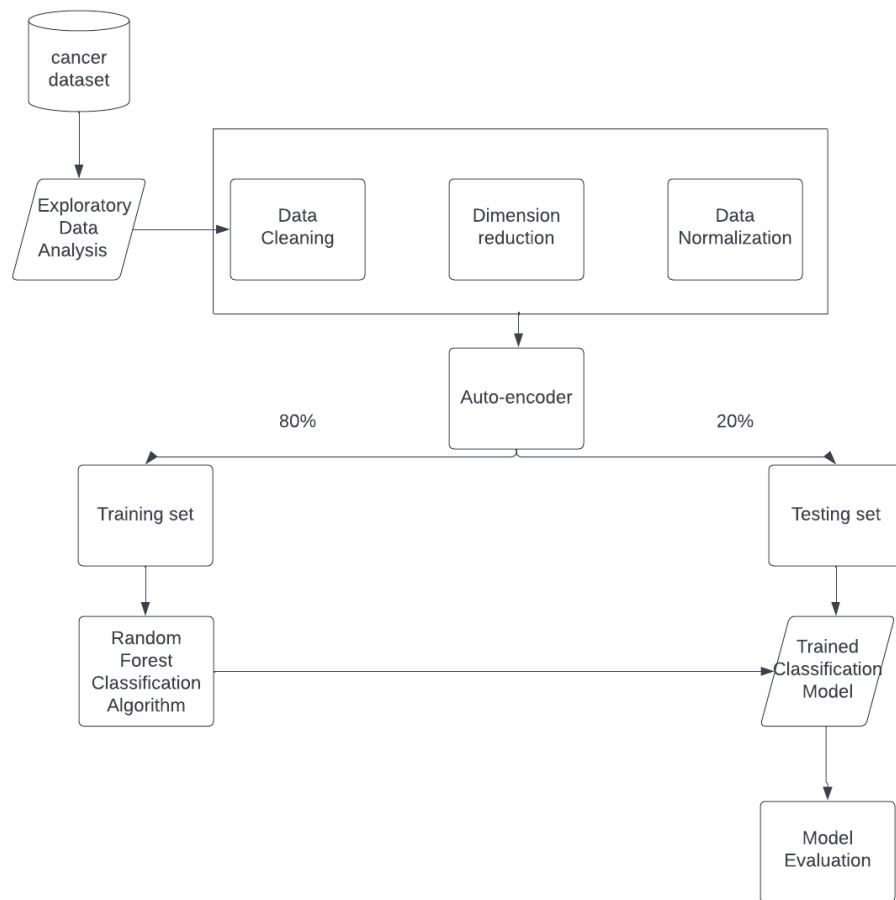 cancer
dataset
Exploratory
Data
Analysis
Data
Cleaning
Dimension
reduction
Data
Normalization
Auto-encoder
80%
20%
Training set
Testing set
Random
Forest
Classification
Algorithm
Trained
Classification
Model
Model
Evaluation